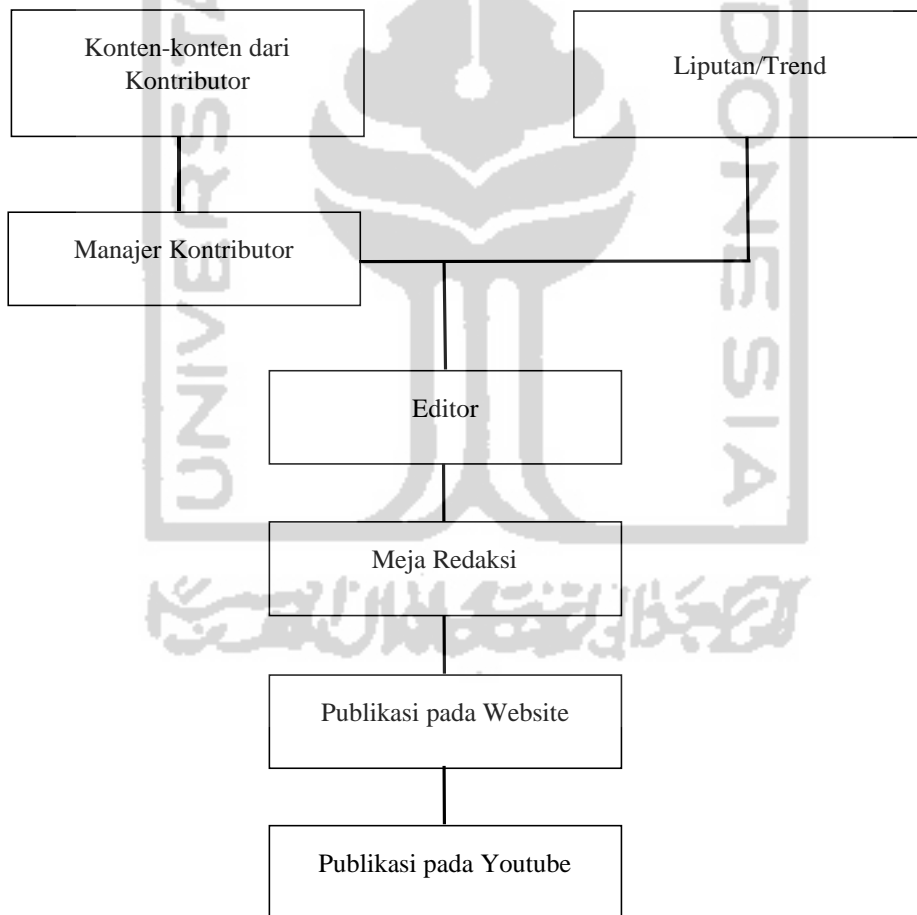 Konten-konten dari
Kontributor
Liputan/Trend
Manajer Kontributor
Editor
Meja Redaksi
Publikasi pada Website
Publikasi pada Youtube